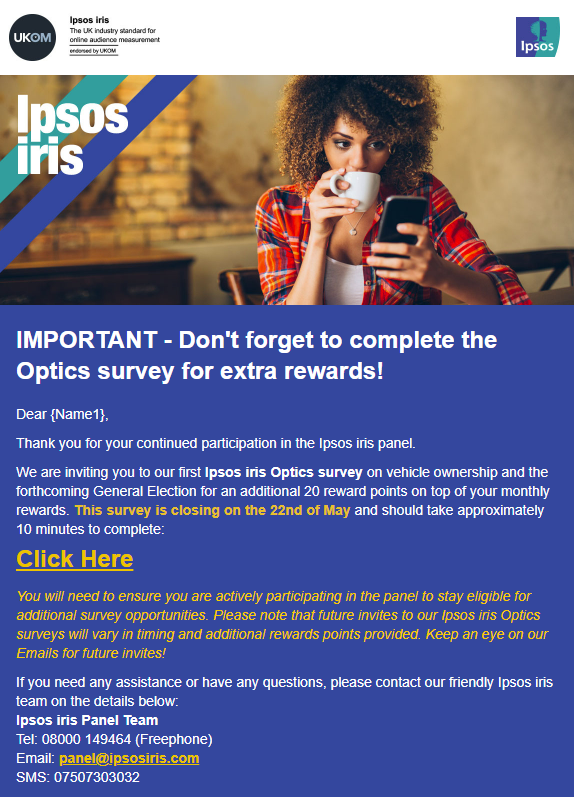 UKOM
Ipsos iris
The UK industry standard for
online audience measurement
endorsed by UKOM
Ipsos
Ipsos
iris
IMPORTANT - Don't forget to complete the
Optics survey for extra rewards!
Dear {Name1},
Thank you for your continued participation in the Ipsos iris panel.
We are inviting you to our first Ipsos iris Optics survey on vehicle ownership and the
forthcoming General Election for an additional 20 reward points on top of your monthly
rewards. This survey is closing on the 22nd of May and should take approximately
10 minutes to complete:
Click Here
You will need to ensure you are actively participating in the panel to stay eligible for
additional survey opportunities. Please note that future invites to our Ipsos iris Optics
surveys will vary in timing and additional rewards points provided. Keep an eye on our
Emails for future invites!
If you need any assistance or have any questions, please contact our friendly Ipsos iris
team on the details below:
Ipsos iris Panel Team
Tel: 08000 149464 (Freephone)
Email: panel@ipsosiris.com
SMS: 07507303032